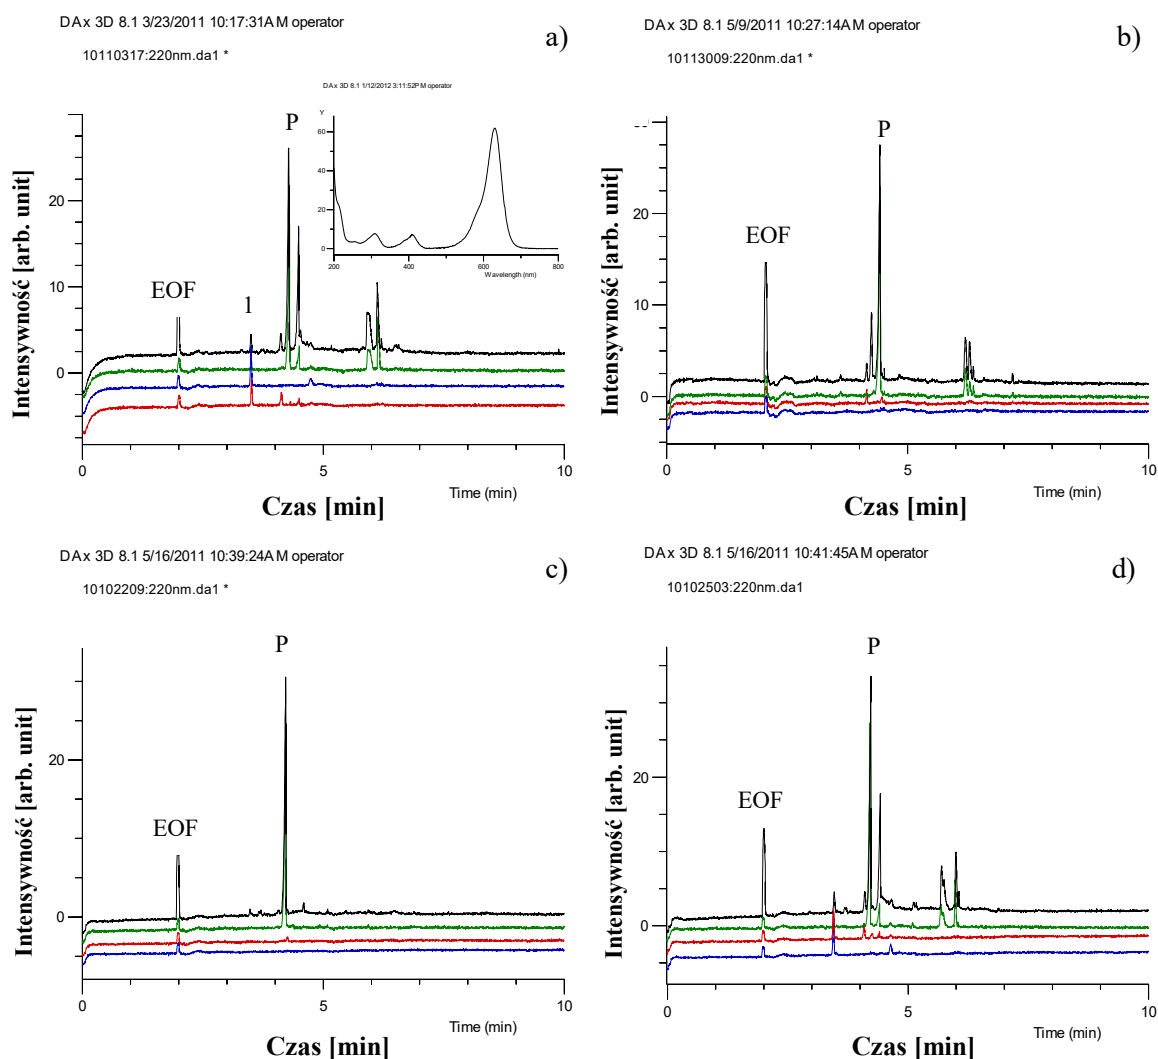 DAx 3D 8.1 3/23/2011 10:17:31AM operator
a)
10110317:220nm.da1 *
DAx 3D 8.1 1/12/2012 3:11:52PM operator
Y
60
40
20
0
200
400
600
800
Wavelength (nm)
P
EOF
1
20
10
0
Intensywność [arb. unit]
0
5
10
Time (min)
Czas [min]
DAx 3D 8.1 5/9/2011 10:27:14AM operator
b)
10113009:220nm.da1 *
P
EOF
20
10
0
Intensywność [arb. unit]
0
5
10
Time (min)
Czas [min]
DAx 3D 8.1 5/16/2011 10:39:24AM operator
c)
10102209:220nm.da1 *
P
EOF
20
0
Intensywność [arb. unit]
0
5
10
Time (min)
Czas [min]
DAx 3D 8.1 5/16/2011 10:41:45AM operator
d)
10102503:220nm.da1
P
EOF
20
0
Intensywność [arb. unit]
0
5
10
Time (min)
Czas [min]